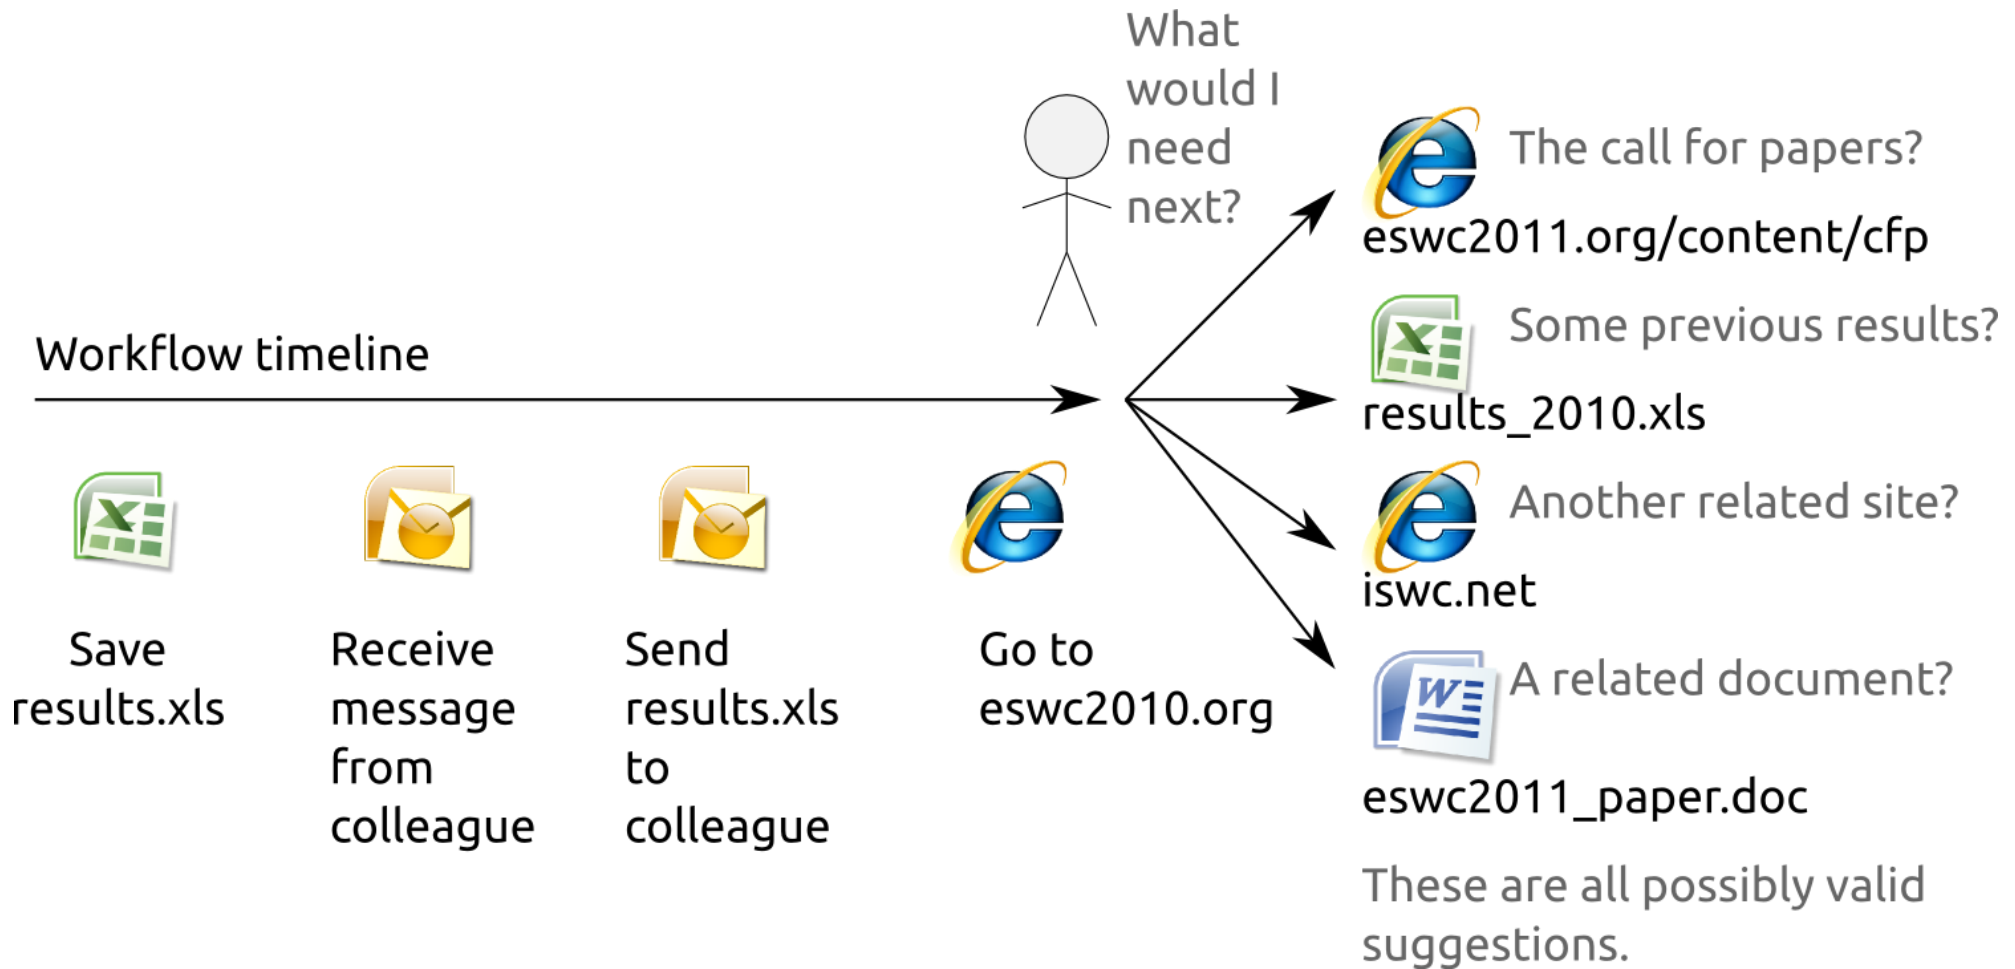 What
would I
need
next?
The call for papers?
eswc2011.org/content/cfp
Some previous results?
results_2010.xls
Another related site?
iswc.net
A related document?
eswc2011_paper.doc
These are all possibly valid
suggestions.
Workflow timeline
Save
results.xls
Receive
message
from
colleague
Send
results.xls
to
colleague
Go to
eswc2010.org